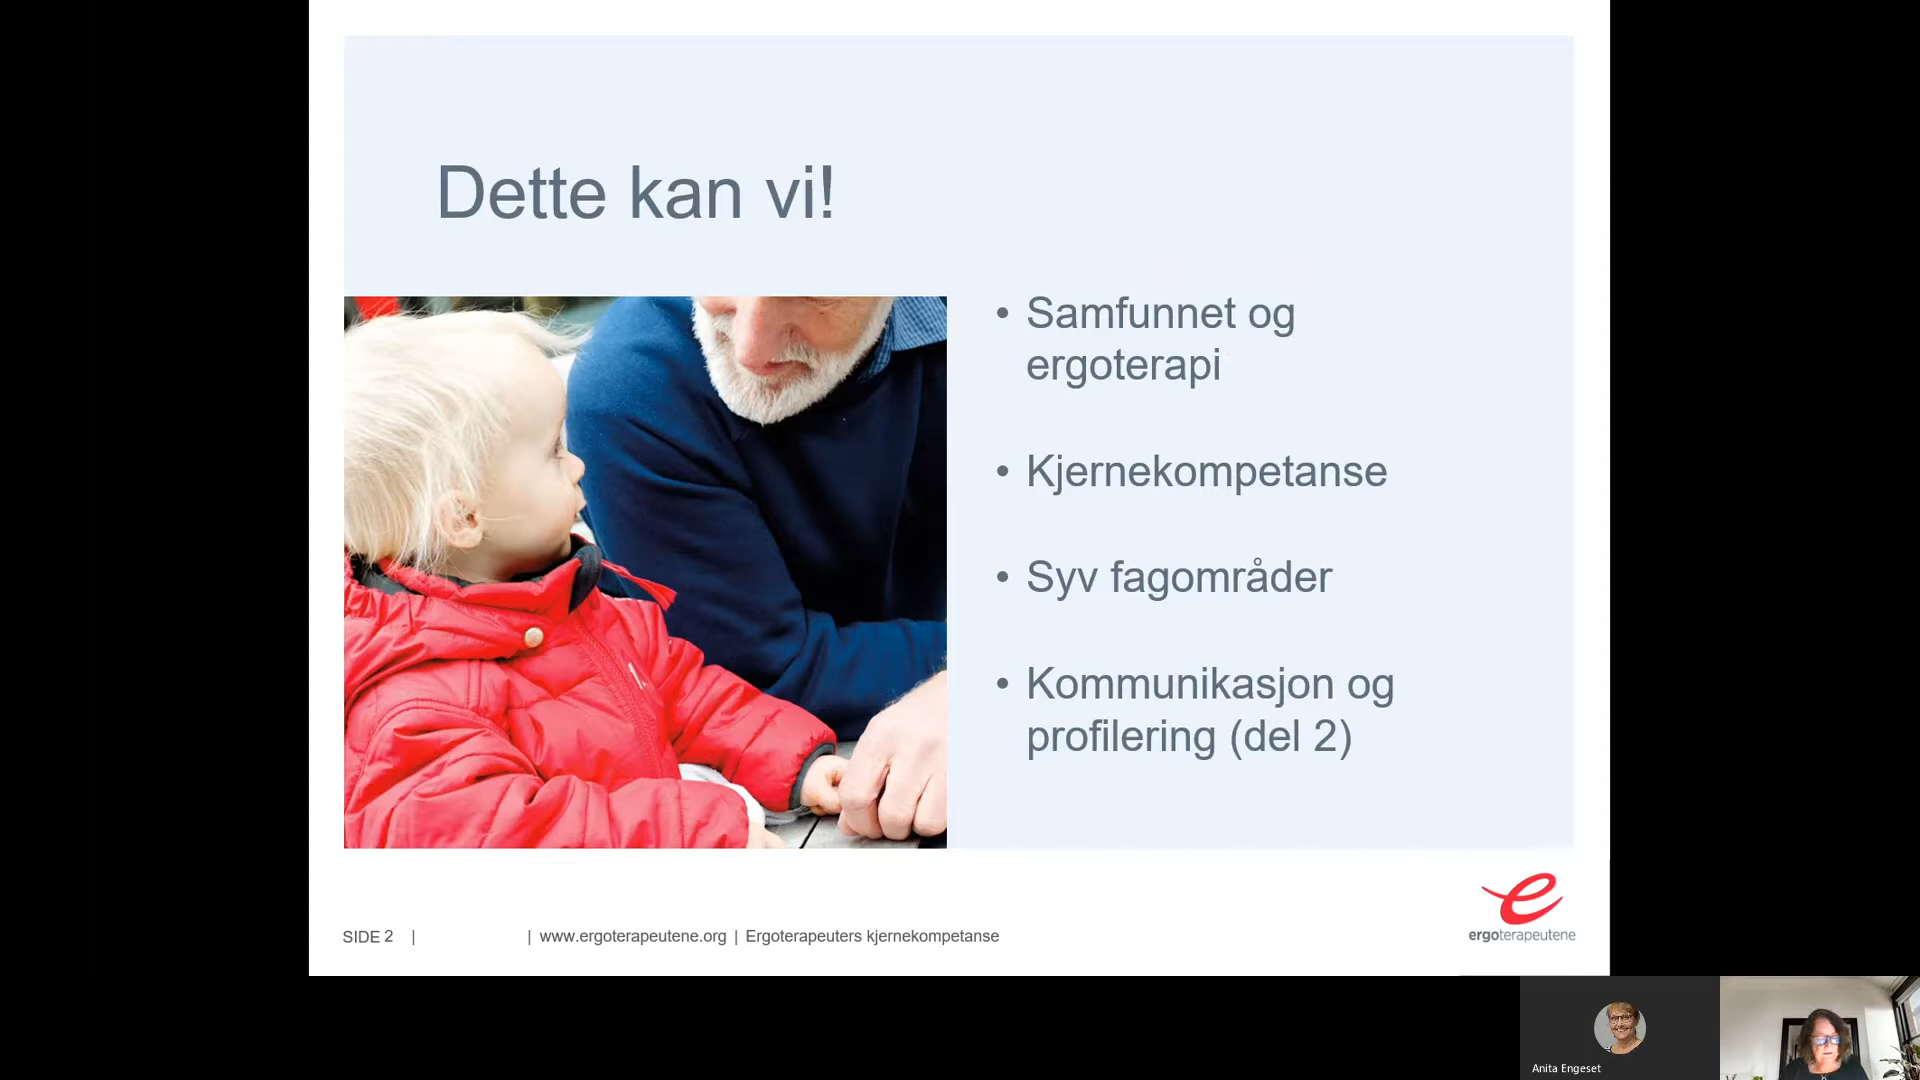 Dette kan vi!
• Samfunnet og
ergoterapi
• Kjernekompetanse
• Syv fagområder
• Kommunikasjon og
profilering (del 2)
SIDE 2 | | www.ergoterapeutene.org | Ergoterapeuters kjernekompetanse
ergoterapeutene
Anita Engeset